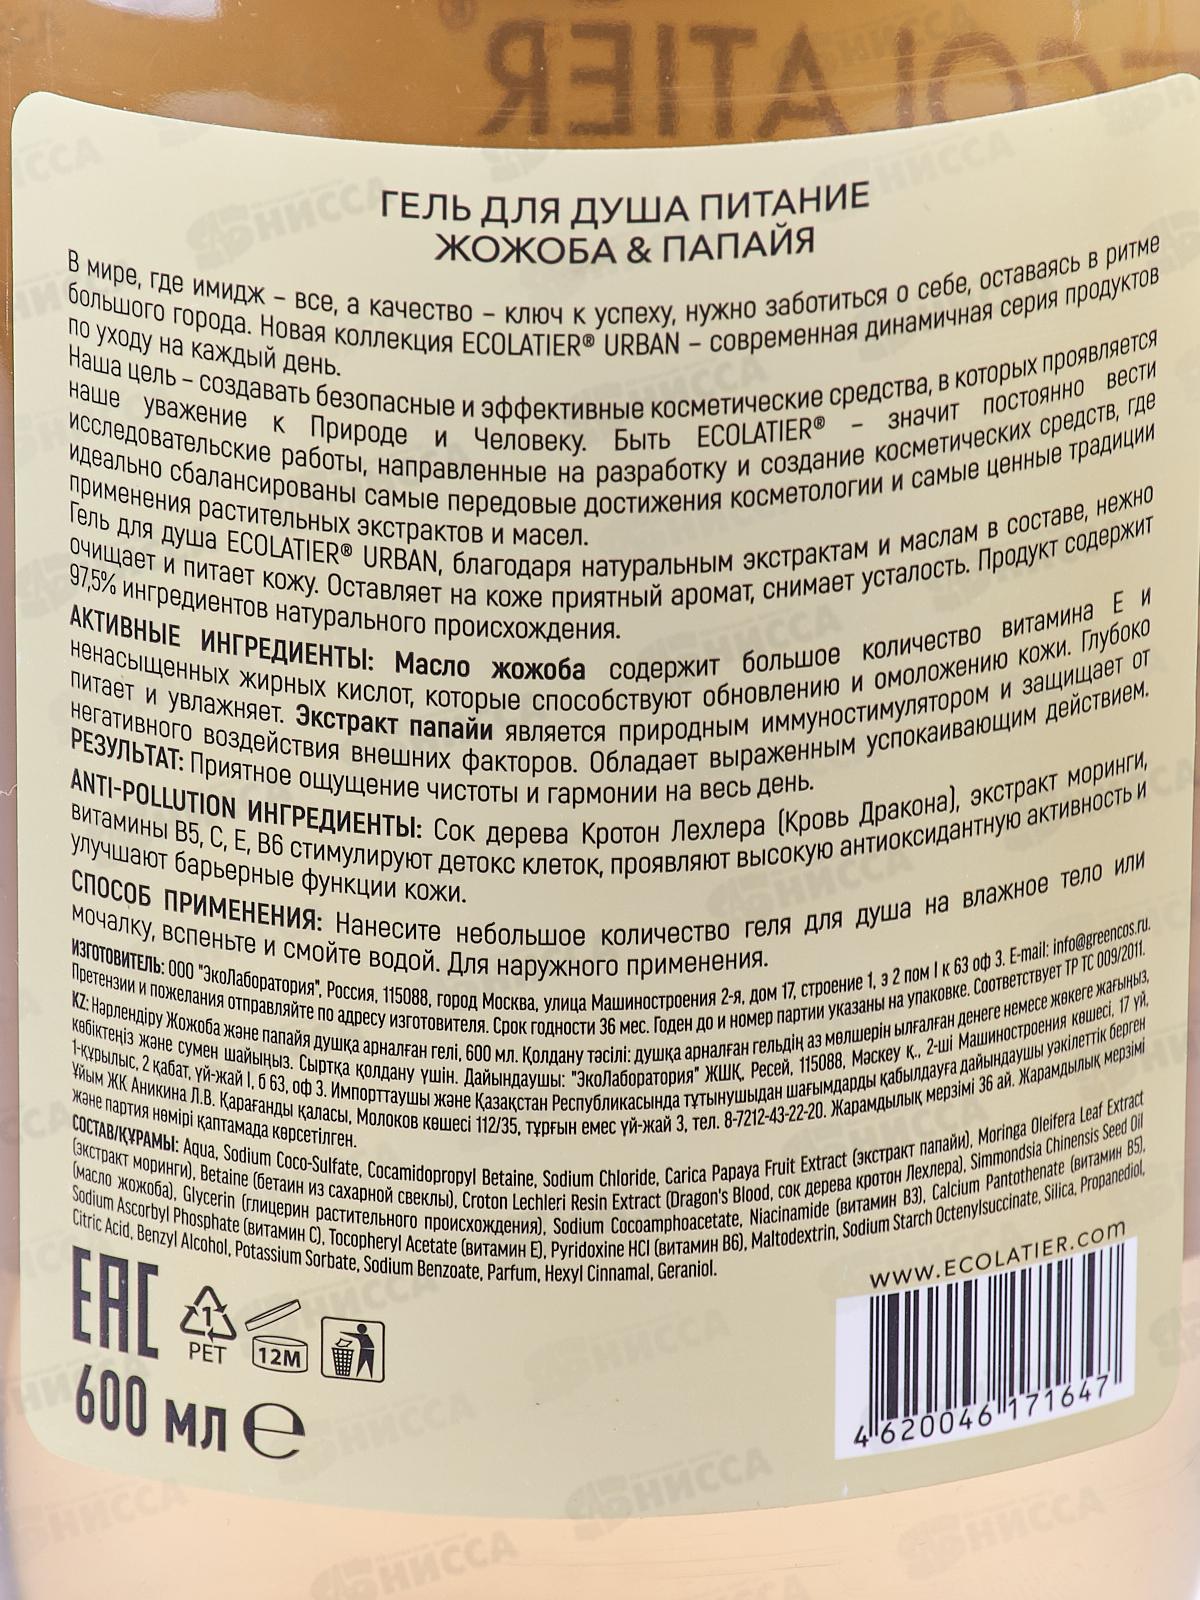 ECOLATIER®
ГЕЛЬ ДЛЯ ДУША ПИТАНИЕ
ЖОЖОБА & ПАПАЙЯ
В мире, где имидж – все, а качество – ключ к успеху, нужно заботиться о себе, оставаясь в ритме
большого города. Новая коллекция ECOLATIER® URBAN – современная динамичная серия продуктов
по уходу на каждый день.
Наша цель – создавать безопасные и эффективные косметические средства, в которых проявляется
наше уважение к Природе и Человеку. Быть ECOLATIER® – значит постоянно вести
исследовательские работы, направленные на разработку и создание косметических средств, где
идеально сбалансированы самые передовые достижения косметологии и самые ценные традиции
применения растительных экстрактов и масел.
Гель для душа ECOLATIER® URBAN, благодаря натуральным экстрактам и маслам в составе, нежно
очищает и питает кожу. Оставляет на коже приятный аромат, снимает усталость. Продукт содержит
97,5% ингредиентов натурального происхождения.
АКТИВНЫЕ ИНГРЕДИЕНТЫ: Масло жожоба содержит большое количество витамина Е и
ненасыщенных жирных кислот, которые способствуют обновлению и омоложению кожи. Глубоко
питает и увлажняет. Экстракт папайи является природным иммуностимулятором и защищает от
негативного воздействия внешних факторов. Обладает выраженным успокаивающим действием.
РЕЗУЛЬТАТ: Приятное ощущение чистоты и гармонии на весь день.
ANTI-POLLUTION ИНГРЕДИЕНТЫ: Сок дерева Кротон Лехлера (Кровь Дракона), экстракт моринги,
витамины B5, C, E, B6 стимулируют детокс клеток, проявляют высокую антиоксидантную активность и
улучшают барьерные функции кожи.
СПОСОБ ПРИМЕНЕНИЯ: Нанесите небольшое количество геля для душа на влажное тело или
мочалку, вспеньте и смойте водой. Для наружного применения.
ИЗГОТОВИТЕЛЬ: ООО "ЭкоЛаборатория", Россия, 115088, город Москва, улица Машиностроения 2-я, дом 17, строение 1, э 2 пом I к 63 оф 3. E-mail: info@greencos.ru.
Претензии и пожелания отправляйте по адресу изготовителя. Срок годности 36 мес. Годен до и номер партии указаны на упаковке. Соответствует ТР ТС 009/2011.
KZ: Нәрлендіру Жожоба және папайя душқа арналған гелі, 600 мл. Қолдану тәсілі: душқа арналған гельдің аз мөлшерін ылғалған денеге немесе жөкеге жағыңыз,
көбіктеңіз және сумен шайыңыз. Сыртқа қолдану үшін. Дайындаушы: "ЭкоЛаборатория" ЖШҚ, Ресей, 115088, Мәскеу қ., 2-ші Машиностроения көшесі, 17 үй,
1-құрылыс, 2 қабат, үй-жай I, б 63, оф 3. Импорттаушы және Қазақстан Республикасында тұтынушыдан шағымдарды қабылдауға дайындаушы уәкілеттік берген
Ұйым ЖК Аникина Л.В. Қарағанды қаласы, Молоков көшесі 112/35, тұрғын емес үй-жай 3, тел. 8-7212-43-22-20. Жарамдылық мерзімі 36 ай. Жарамдылық мерзімі
және партия нөмірі қаптамада көрсетілген.
СОСТАВ/ҚҰРАМЫ: Aqua, Sodium Coco-Sulfate, Cocamidopropyl Betaine, Sodium Chloride, Carica Papaya Fruit Extract (экстракт папайи), Moringa Oleifera Leaf Extract
(экстракт моринги), Betaine (бетаин из сахарной свеклы), Croton Lechleri Resin Extract (Dragon's Blood, сок дерева кротон Лехлера), Simmondsia Chinensis Seed Oil
(масло жожоба), Glycerin (глицерин растительного происхождения), Sodium Cocoamphoacetate, Niacinamide (витамин B3), Calcium Pantothenate (витамин B5),
Sodium Ascorbyl Phosphate (витамин C), Tocopheryl Acetate (витамин E), Pyridoxine HCl (витамин B6), Maltodextrin, Sodium Starch Octenylsuccinate, Silica, Propanediol,
Citric Acid, Benzyl Alcohol, Potassium Sorbate, Sodium Benzoate, Parfum, Hexyl Cinnamal, Geraniol.
WWW.ECOLATIER.com
EAC
1
PET
12M
600 мл e
4 620046 171647